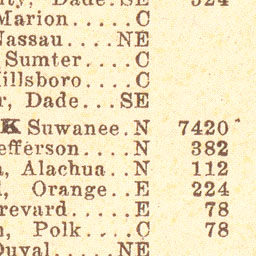 Dade. SE 324
Marion.....C
Nassau....NE
Sumter....C
Hillsboro....C
Dade...SE
K Suwanee.N 7420
Jefferson....N 382
Alachua..N 112
Orange..E 224
Brevard.....E 78
Polk....C 78
Duval.....NE